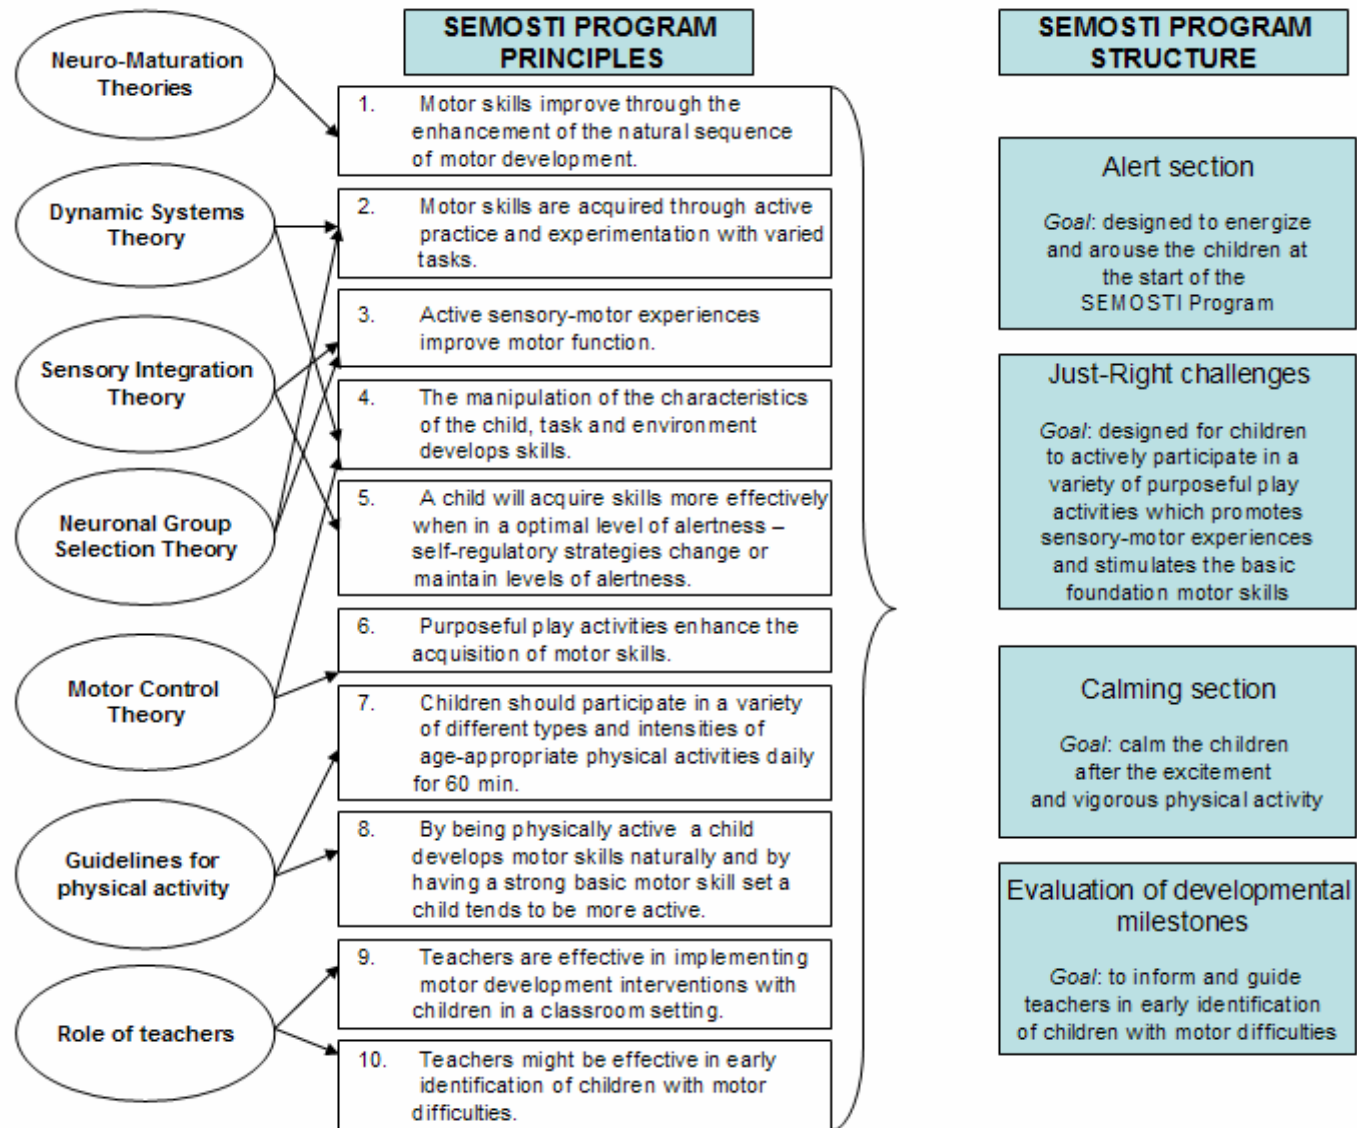 Neuro-Maturation
Theories
Dynamic Systems
Theory
Sensory Integration
Theory
Neuronal Group
Selection Theory
Motor Control
Theory
Guidelines for
physical activity
Role of teachers
SEMOSTI PROGRAM
PRINCIPLES
1. Motor skills improve through the
enhancement of the natural sequence
of motor development.
2. Motor skills are acquired through active
practice and experimentation with varied
tasks.
3. Active sensory-motor experiences
improve motor function.
4. The manipulation of the characteristics
of the child, task and environment
develops skills.
5. A child will acquire skills more effectively
when in a optimal level of alertness –
self-regulatory strategies change or
maintain levels of alertness.
6. Purposeful play activities enhance the
acquisition of motor skills.
7. Children should participate in a variety
of different types and intensities of
age-appropriate physical activities daily
for 60 min.
8. By being physically active a child
develops motor skills naturally and by
having a strong basic motor skill set a
child tends to be more active.
9. Teachers are effective in implementing
motor development interventions with
children in a classroom setting.
10. Teachers might be effective in early
identification of children with motor
difficulties.
SEMOSTI PROGRAM
STRUCTURE
Alert section
Goal: designed to energize
and arouse the children at
the start of the
SEMOSTI Program
Just-Right challenges
Goal: designed for children
to actively participate in a
variety of purposeful play
activities which promotes
sensory-motor experiences
and stimulates the basic
foundation motor skills
Calming section
Goal: calm the children
after the excitement
and vigorous physical activity
Evaluation of developmental
milestones
Goal: to inform and guide
teachers in early identification
of children with motor difficulties